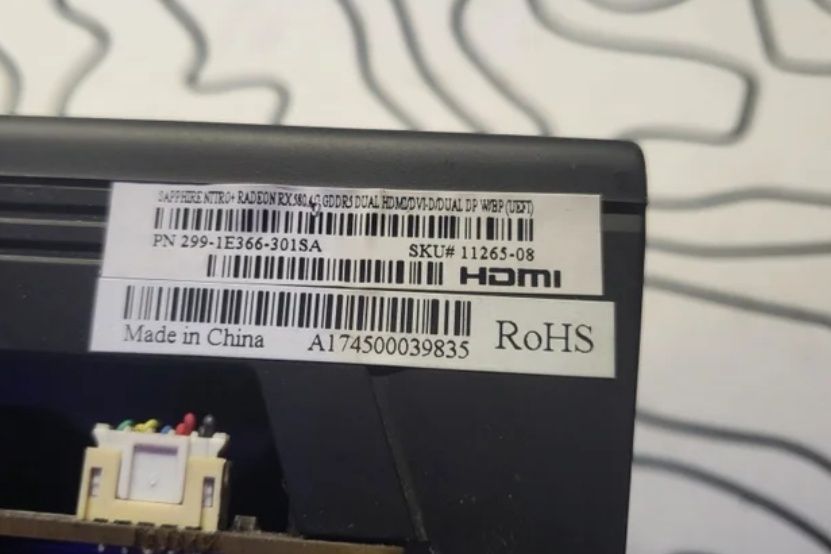 SAPPHIRE NITRO+ RADEON RX 580 GDDR5 DUAL HDMI/DVI-D/DUAL DP W/BP (UEFI)
PN 299-1E366-301SA SKU# 11265-08
HDMI
Made in China A174500039835 RoHS